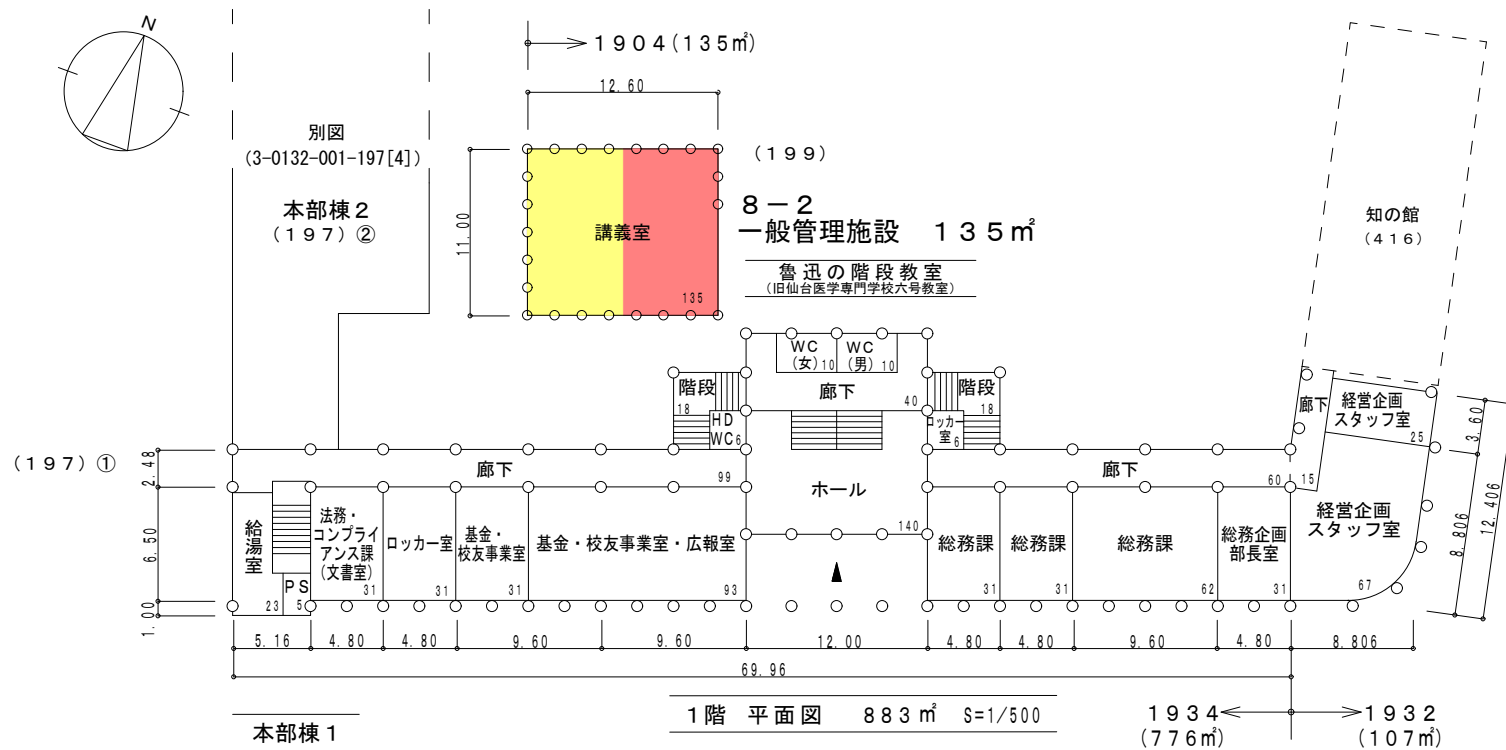 N
1904(135㎡)
12.60
別図
(3-0132-001-197[4])
本部棟2
(197)②
11.00
講義室
135
(199)
8-2
一般管理施設 135㎡
魯迅の階段教室
(旧仙台医学専門学校六号教室)
知の館
(416)
WC
(女)10
WC
(男)10
階段
18
廊下
40
階段
18
HD
WC6
ロッカー
室6
廊下
経営企画
スタッフ室
25
3.60
12.406
8.806
(197)①
2.48
廊下
99
ホール
140
廊下
60
15
6.50
給湯室
23
PS
5
法務・
コンプライ
アンス課
(文書室)
31
ロッカー室
31
基金・
校友事業室
31
基金・校友事業室・広報室
93
総務課
31
総務課
31
総務課
62
総務企画
部長室
31
経営企画
スタッフ室
67
1.00
5.16 4.80 4.80 9.60 9.60 12.00 4.80 4.80 9.60 4.80 8.806
69.96
本部棟1
1階 平面図 883㎡ S=1/500
1934
(776㎡)
1932
(107㎡)